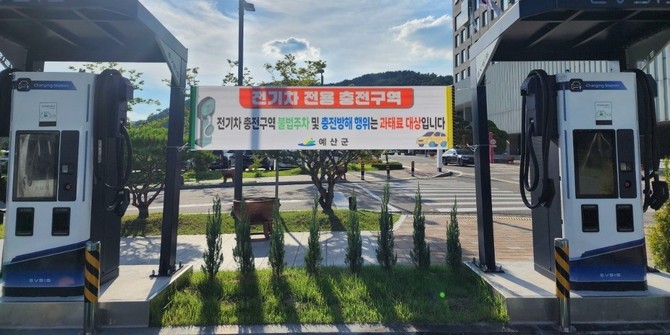 전기차 전용 충전구역
전기차 충전구역 불법주차 및 충전방해 행위는 과태료 대상입니다
예산군
EVSIS
EVSIS